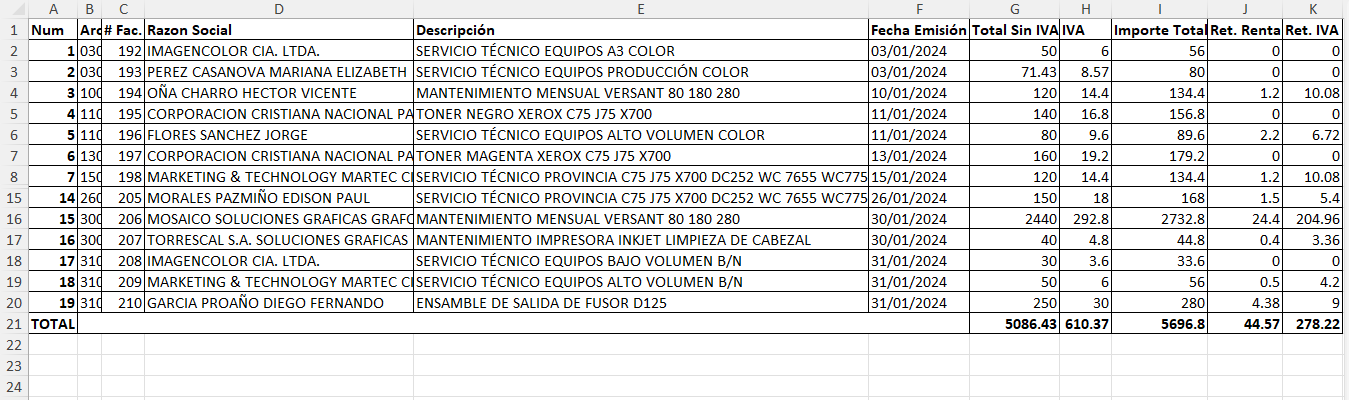 A B C D E F G H I J K
1 Num Arc # Fac. Razon Social Descripción Fecha Emisión Total Sin IVA IVA Importe Total Ret. Renta Ret. IVA
2 1 030 192 IMAGENCOLOR CIA. LTDA. SERVICIO TÉCNICO EQUIPOS A3 COLOR 03/01/2024 50 6 56 0 0
3 2 030 193 PEREZ CASANOVA MARIANA ELIZABETH SERVICIO TÉCNICO EQUIPOS PRODUCCIÓN COLOR 03/01/2024 71.43 8.57 80 0 0
4 3 100 194 OÑA CHARRO HECTOR VICENTE MANTENIMIENTO MENSUAL VERSANT 80 180 280 10/01/2024 120 14.4 134.4 1.2 10.08
5 4 110 195 CORPORACION CRISTIANA NACIONAL PA TONER NEGRO XEROX C75 J75 X700 11/01/2024 140 16.8 156.8 0 0
6 5 110 196 FLORES SANCHEZ JORGE SERVICIO TÉCNICO EQUIPOS ALTO VOLUMEN COLOR 11/01/2024 80 9.6 89.6 2.2 6.72
7 6 130 197 CORPORACION CRISTIANA NACIONAL PA TONER MAGENTA XEROX C75 J75 X700 13/01/2024 160 19.2 179.2 0 0
8 7 150 198 MARKETING & TECHNOLOGY MARTEC CI SERVICIO TÉCNICO PROVINCIA C75 J75 X700 DC252 WC 7655 WC775 15/01/2024 120 14.4 134.4 1.2 10.08
15 14 260 205 MORALES PAZMIÑO EDISON PAUL SERVICIO TÉCNICO PROVINCIA C75 J75 X700 DC252 WC 7655 WC775 26/01/2024 150 18 168 1.5 5.4
16 15 300 206 MOSAICO SOLUCIONES GRAFICAS GRAFC MANTENIMIENTO MENSUAL VERSANT 80 180 280 30/01/2024 2440 292.8 2732.8 24.4 204.96
17 16 300 207 TORRESCAL S.A. SOLUCIONES GRAFICAS MANTENIMIENTO IMPRESORA INKJET LIMPIEZA DE CABEZAL 30/01/2024 40 4.8 44.8 0.4 3.36
18 17 310 208 IMAGENCOLOR CIA. LTDA. SERVICIO TÉCNICO EQUIPOS BAJO VOLUMEN B/N 31/01/2024 30 3.6 33.6 0 0
19 18 310 209 MARKETING & TECHNOLOGY MARTEC CI SERVICIO TÉCNICO EQUIPOS ALTO VOLUMEN B/N 31/01/2024 50 6 56 0.5 4.2
20 19 310 210 GARCIA PROAÑO DIEGO FERNANDO ENSAMBLE DE SALIDA DE FUSOR D125 31/01/2024 250 30 280 4.38 9
21 TOTAL 5086.43 610.37 5696.8 44.57 278.22
22
23
24